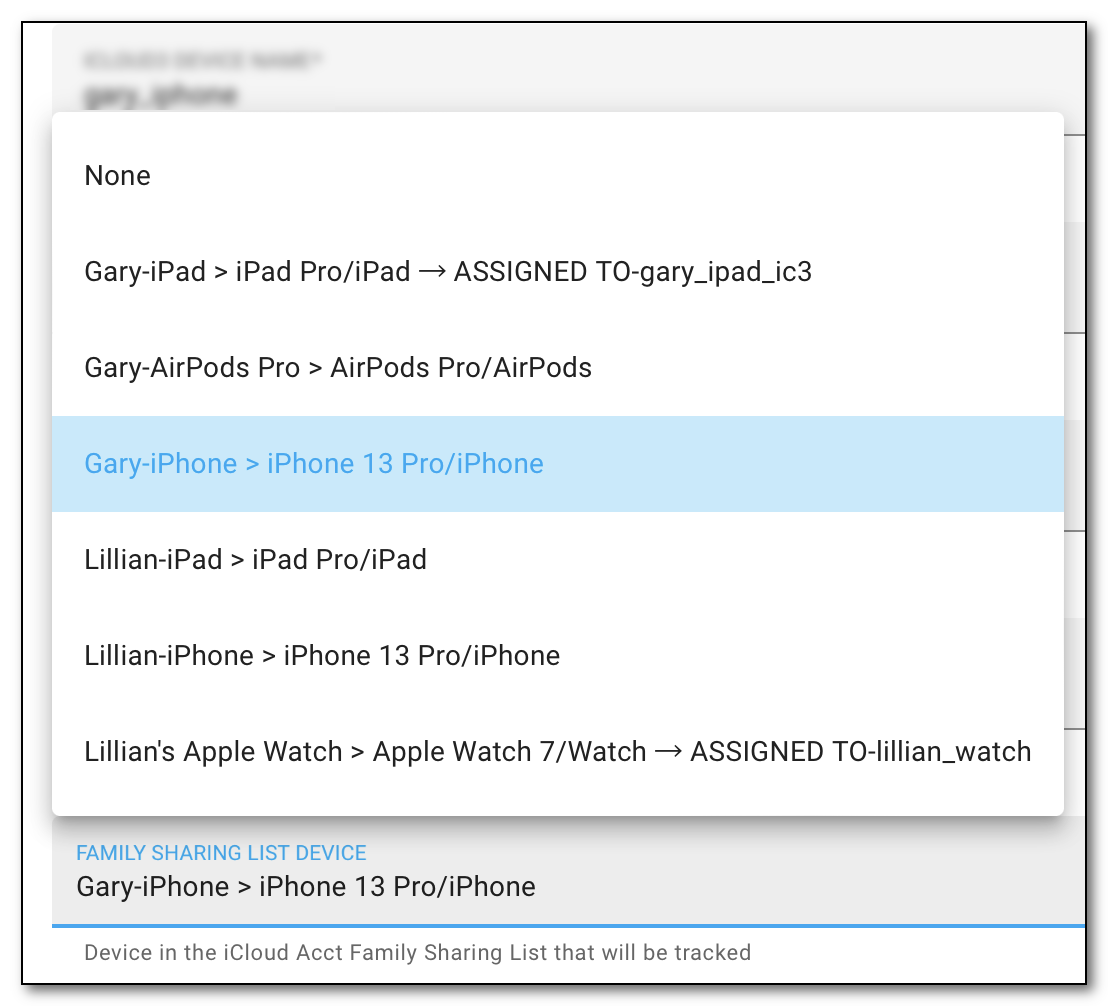 ICLOUD3 DEVICE NAME*
gary_iphone
None
Gary-iPad > iPad Pro/iPad → ASSIGNED TO-gary_ipad_ic3
Gary-AirPods Pro > AirPods Pro/AirPods
Gary-iPhone > iPhone 13 Pro/iPhone
Lillian-iPad > iPad Pro/iPad
Lillian-iPhone > iPhone 13 Pro/iPhone
Lillian's Apple Watch > Apple Watch 7/Watch → ASSIGNED TO-lillian_watch
FAMILY SHARING LIST DEVICE
Gary-iPhone > iPhone 13 Pro/iPhone
Device in the iCloud Acct Family Sharing List that will be tracked